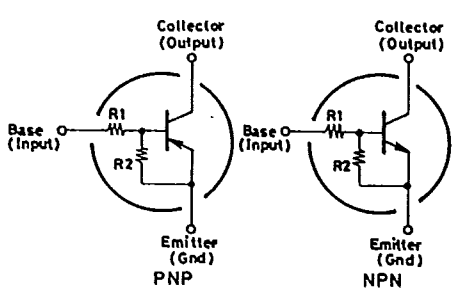 Collector
(Output)
R1
Base
(Input)
R2
Emitter
(Gnd)
PNP
Collector
(Output)
R1
Base
(Input)
R2
Emitter
(Gnd)
NPN